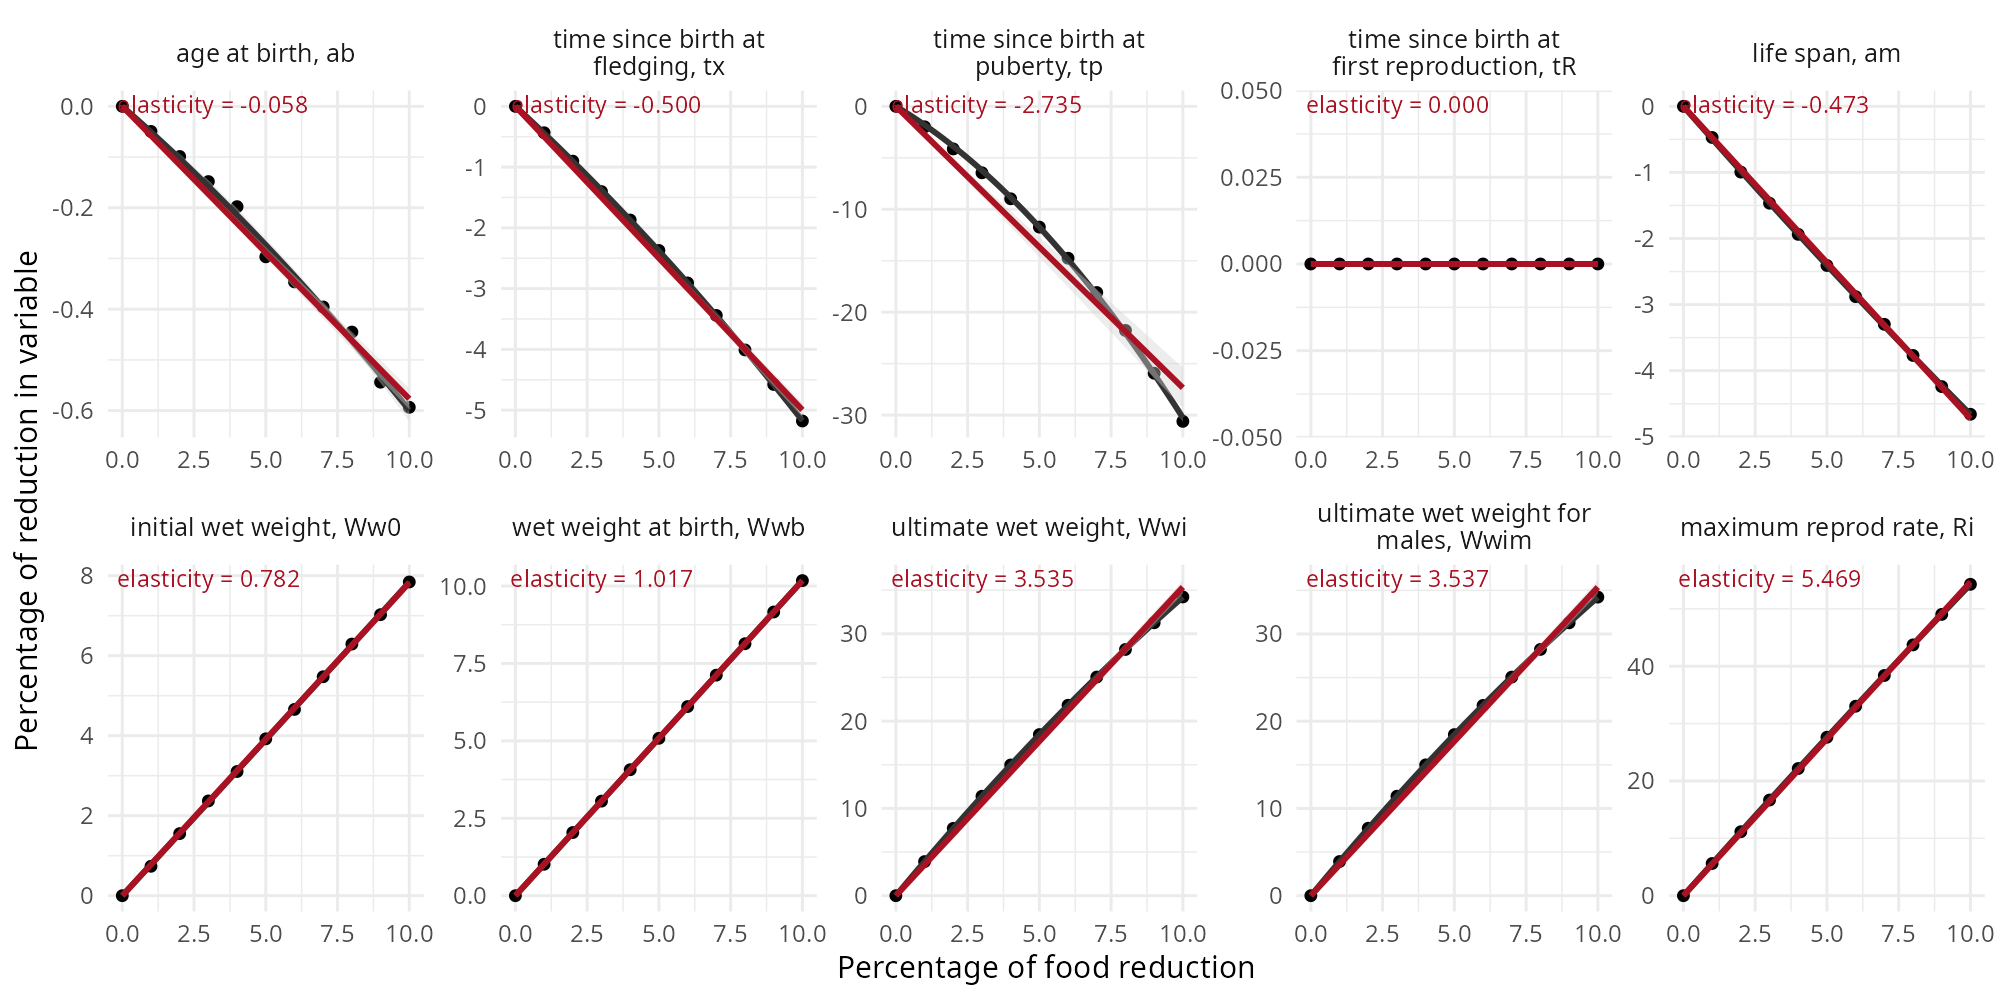 age at birth, ab
elasticity = -0.058
0.0
-0.2
-0.4
-0.6
0.0 2.5 5.0 7.5 10.0
time since birth at
fledging, tx
elasticity = -0.500
0
-1
-2
-3
-4
-5
0.0 2.5 5.0 7.5 10.0
time since birth at
puberty, tp
elasticity = -2.735
0
-10
-20
-30
0.0 2.5 5.0 7.5 10.0
time since birth at
first reproduction, tR
elasticity = 0.000
0.050
0.025
0.000
-0.025
-0.050
0.0 2.5 5.0 7.5 10.0
life span, am
elasticity = -0.473
0
-1
-2
-3
-4
-5
0.0 2.5 5.0 7.5 10.0
Percentage of reduction in variable
initial wet weight, Ww0
elasticity = 0.782
8
6
4
2
0
0.0 2.5 5.0 7.5 10.0
wet weight at birth, Wwb
elasticity = 1.017
10.0
7.5
5.0
2.5
0.0
0.0 2.5 5.0 7.5 10.0
ultimate wet weight, Wwi
elasticity = 3.535
30
20
10
0
0.0 2.5 5.0 7.5 10.0
ultimate wet weight for
males, Wwim
elasticity = 3.537
30
20
10
0
0.0 2.5 5.0 7.5 10.0
maximum reprod rate, Ri
elasticity = 5.469
40
20
0
0.0 2.5 5.0 7.5 10.0
Percentage of food reduction